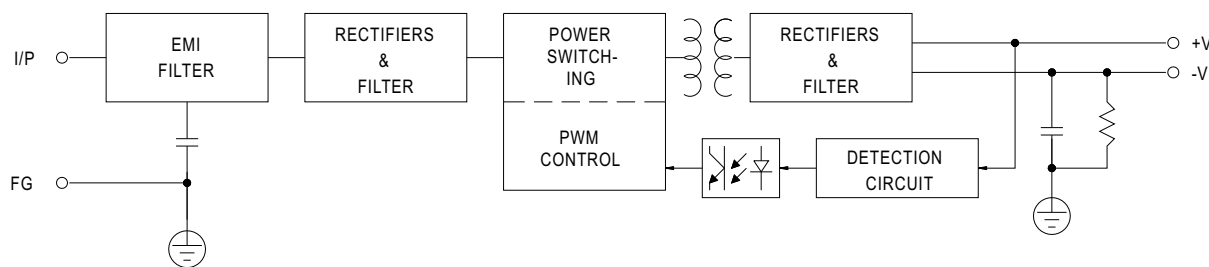 I/P
EMI
FILTER
RECTIFIERS
&
FILTER
POWER
SWITCH-
ING
PWM
CONTROL
RECTIFIERS
&
FILTER
+V
-V
DETECTION
CIRCUIT
FG